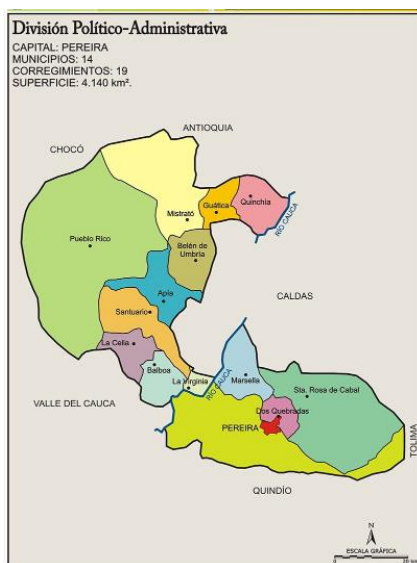 División Político-Administrativa
CAPITAL: PEREIRA
MUNICIPIOS: 14
CORREGIMIENTOS: 19
SUPERFICIE: 4.140 km².
ANTIOQUIA
CHOCÓ
Mistrató
Guática
Quinchía
RIO CAUCA
Pueblo Rico
Belén de
Umbría
Apía
CALDAS
Santuario
La Celia
Balboa
La Virginia
RIO CAUCA
Marsella
Sta. Rosa de Cabal
VALLE DEL CAUCA
Dos Quebradas
PEREIRA
TOLIMA
QUINDÍO
N
ESCALA GRÁFICA
0